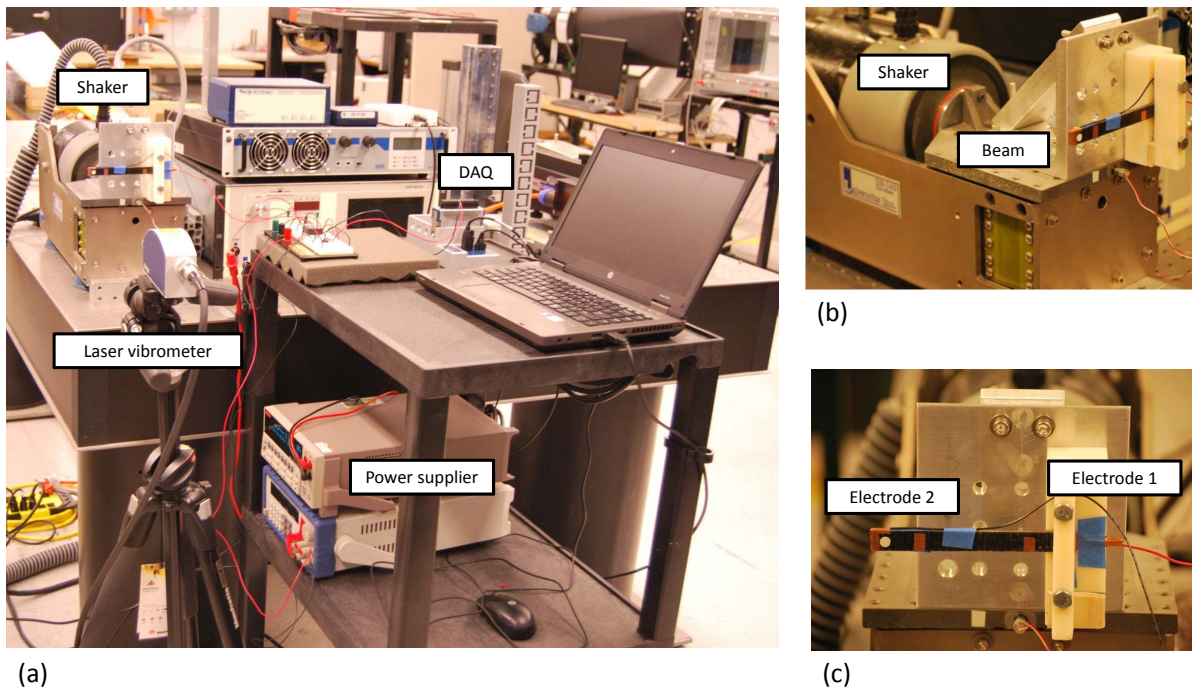 Shaker
DAQ
Laser vibrometer
Power supplier
(a)
Shaker
Beam
(b)
Electrode 2
Electrode 1
(c)